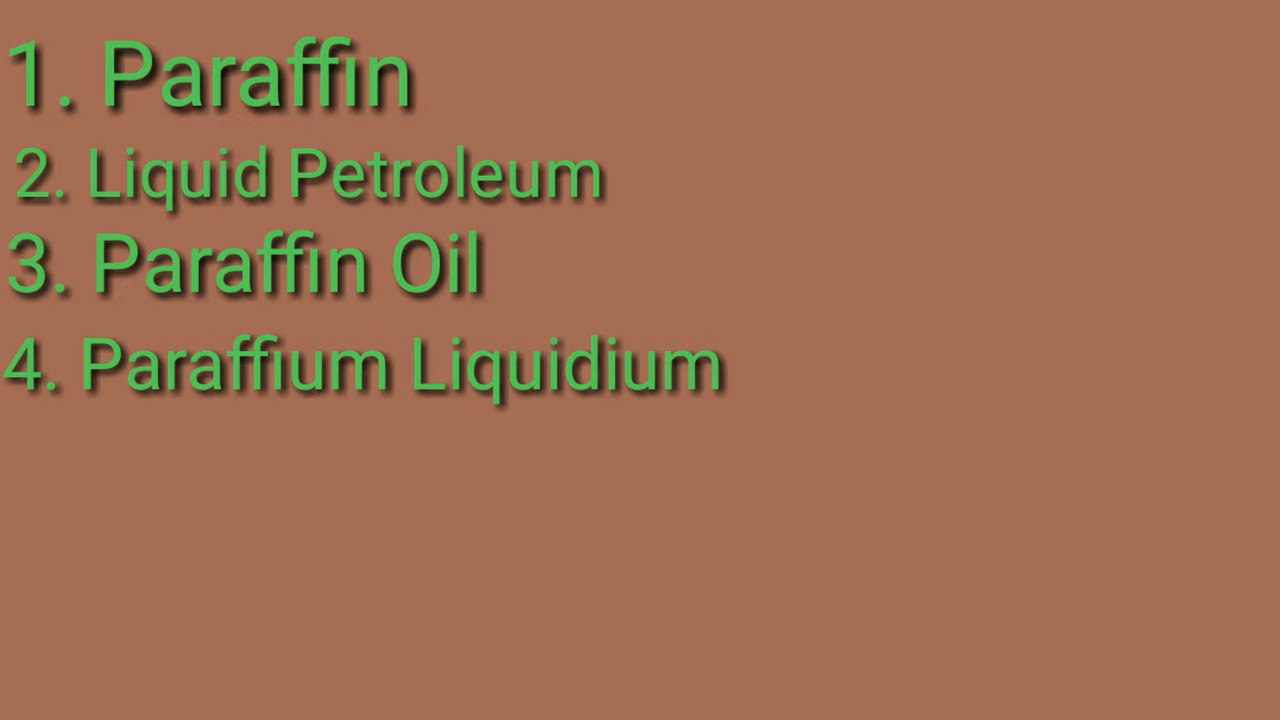 1. Paraffin
2. Liquid Petroleum
3. Paraffin Oil
4. Paraffium Liquidium